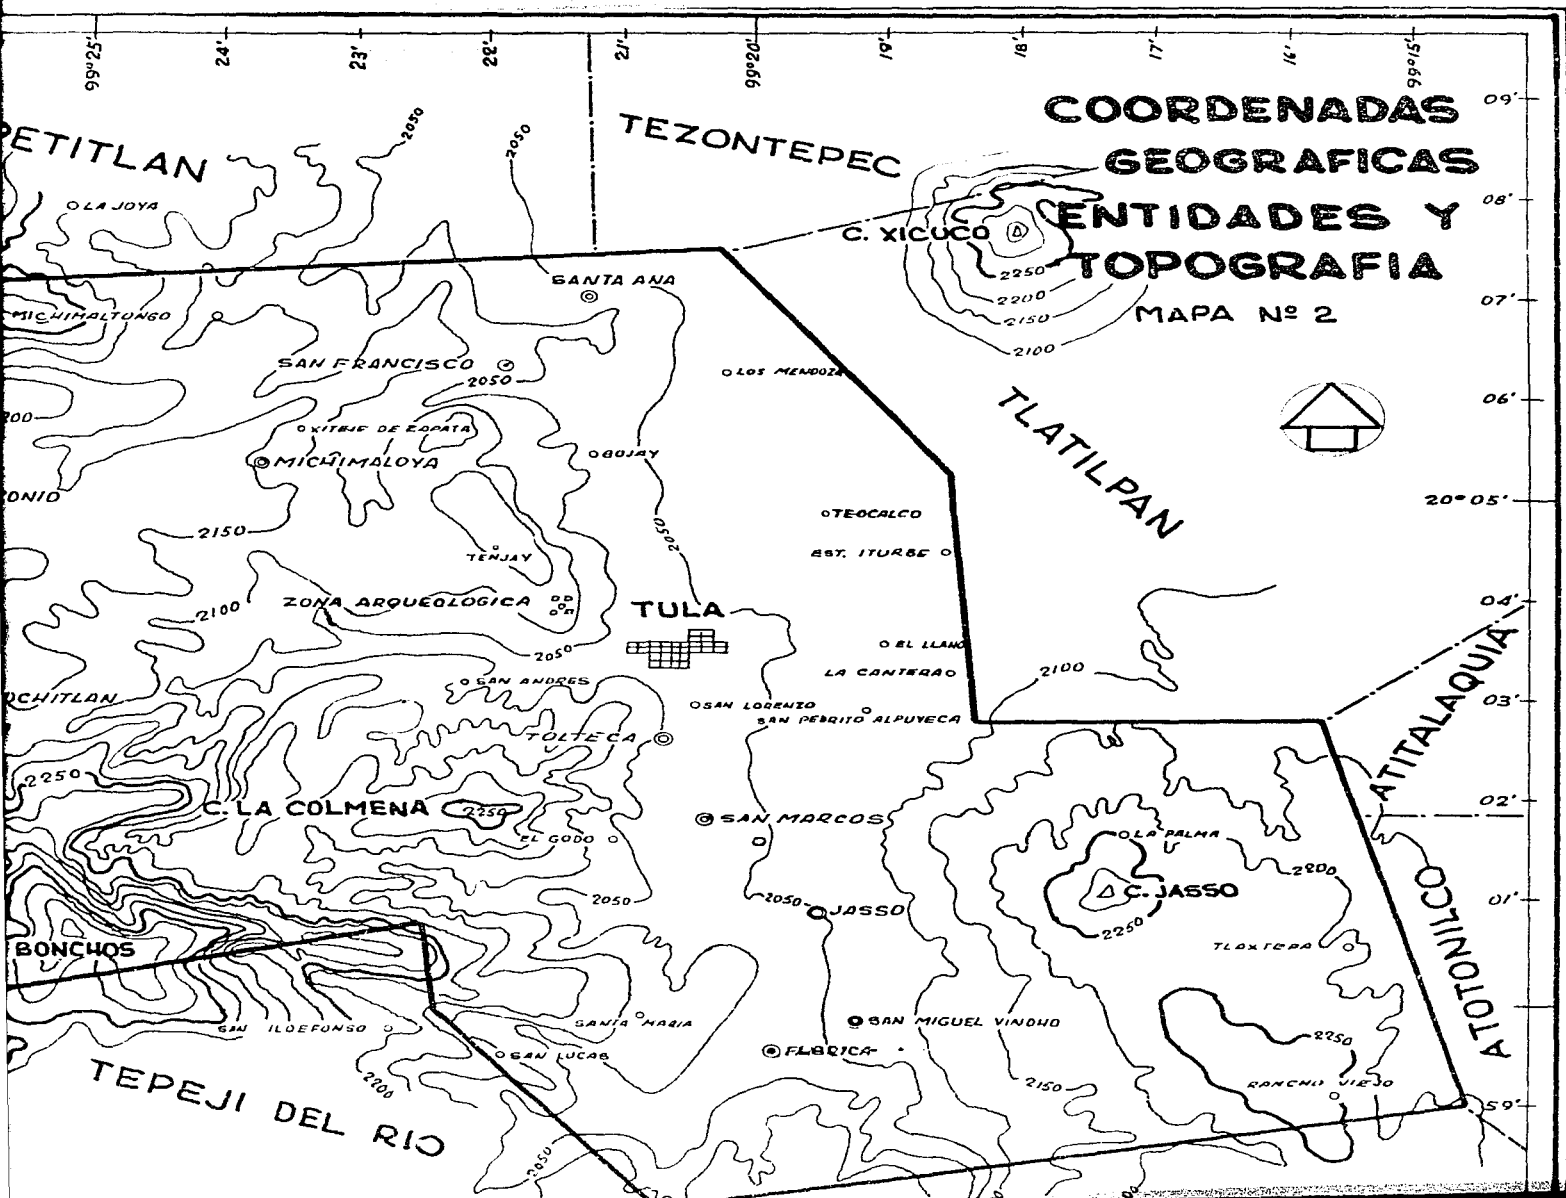 99°25'
24'
23'
22'
21'
99°20'
19'
18'
17'
16'
99°15'
COORDENADAS
GEOGRAFICAS
ENTIDADES Y
TOPOGRAFIA
MAPA Nº 2
09'
08'
07'
06'
20°05'
04'
03'
02'
01'
59'
ETITLAN
2050
2050
TEZONTEPEC
LA JOYA
C. XICUCO
2250
2200
2150
2100
SANTA ANA
MICHIMALTONGO
SAN FRANCISCO
2050
LOS MENDOZA
TLATILPAN
XITEJE DE ZAPATA
MICHIMALOYA
BOJAY
ONIO
2150
TEOCALCO
2050
EST. ITURBE
TENJAY
2100
ZONA ARQUEOLOGICA
TULA
EL LLANO
2050
LA CANTERA
2100
SAN ANDRES
OCHITLAN
SAN LORENZO
SAN PEDRITO ALPUYECA
TOLTECA
ATITALAQUIA
2250
C. LA COLMENA
2250
SAN MARCOS
EL GODO
LA PALMA
2200
C. JASSO
2050
2050
JASSO
2250
ATOTONILCO
BONCHOS
TLAXTEPA
SAN ILDEFONSO
SANTA MARIA
SAN MIGUEL VINDHO
2250
SAN LUCAS
FLBRICA
2200
2150
RANCHO VIEJO
TEPEJI DEL RIO
2050